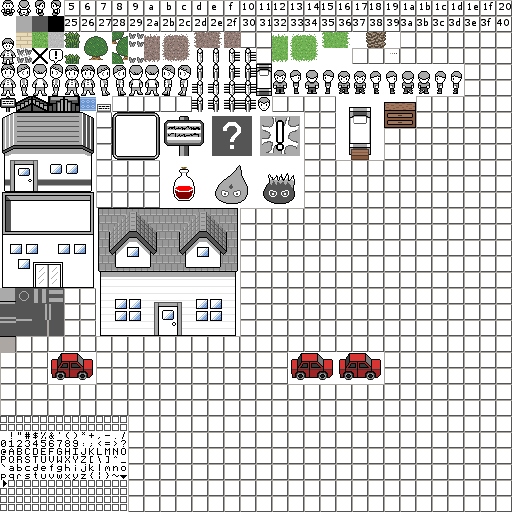 5 6 7 8 9 a b c d e f 10 11 12 13 14 15 16 17 18 19 1a 1b 1c 1d 1e 1f 20
25 26 27 28 29 2a 2b 2c 2d 2e 2f 30 31 32 33 34 35 36 37 38 39 3a 3b 3c 3d 3e 3f 40
!
? !
!"#$%&'()*+,-./
0123456789:;<=>?
@ABCDEFGHIJKLMNO
PQRSTUVWXYZ[\]^_
`abcdefghijklmno
pqrstuvwxyz{|}~